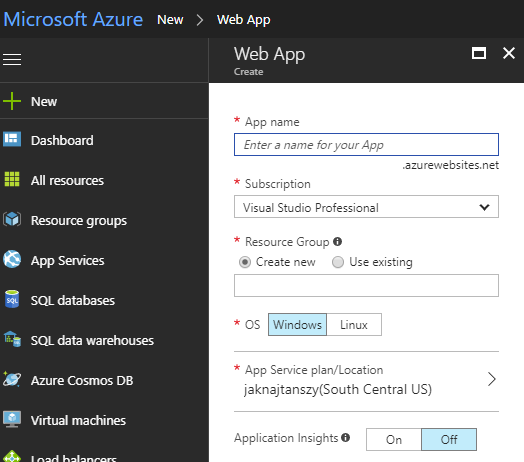 Microsoft Azure New > Web App
Web App
Create
New
Dashboard
All resources
Resource groups
App Services
SQL databases
SQL data warehouses
Azure Cosmos DB
Virtual machines
Load balancers
* App name
Enter a name for your App
.azurewebsites.net
* Subscription
Visual Studio Professional
* Resource Group
Create new Use existing
* OS Windows Linux
* App Service plan/Location
jaknajtanszy(South Central US)
Application Insights On Off